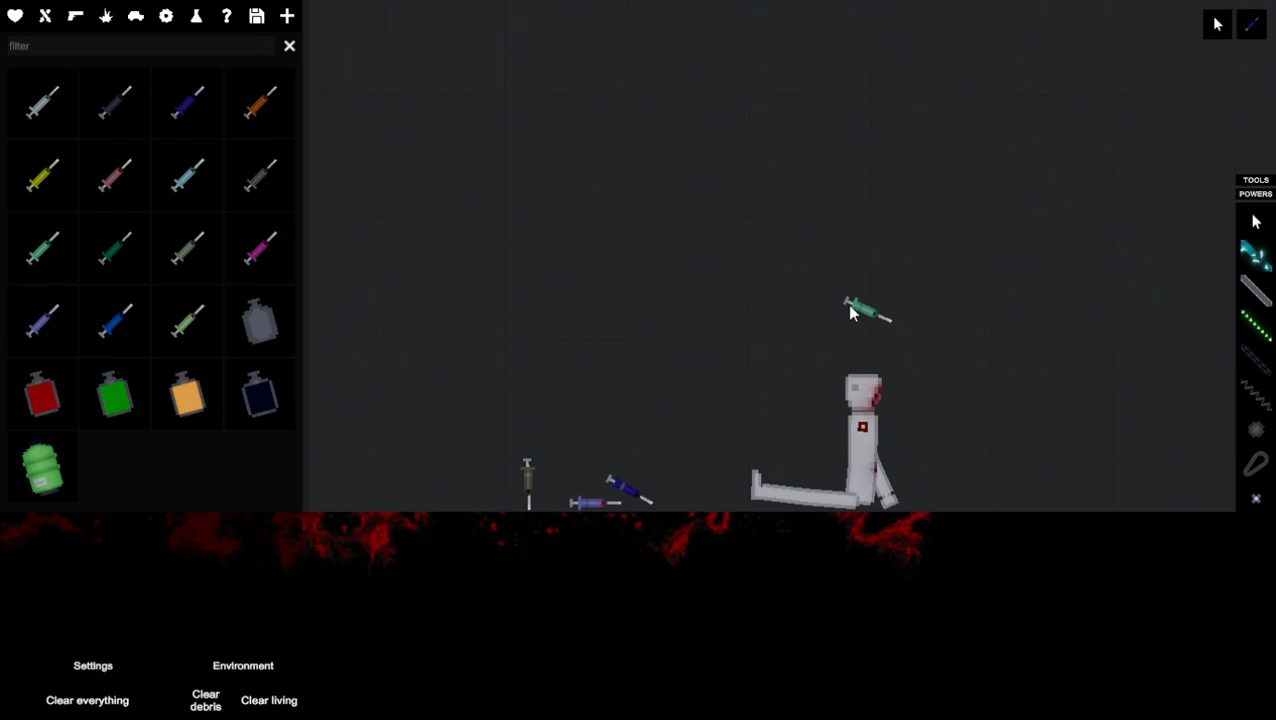 filter
TOOLS
POWERS
Settings
Environment
Clear everything
Clear
debris
Clear living